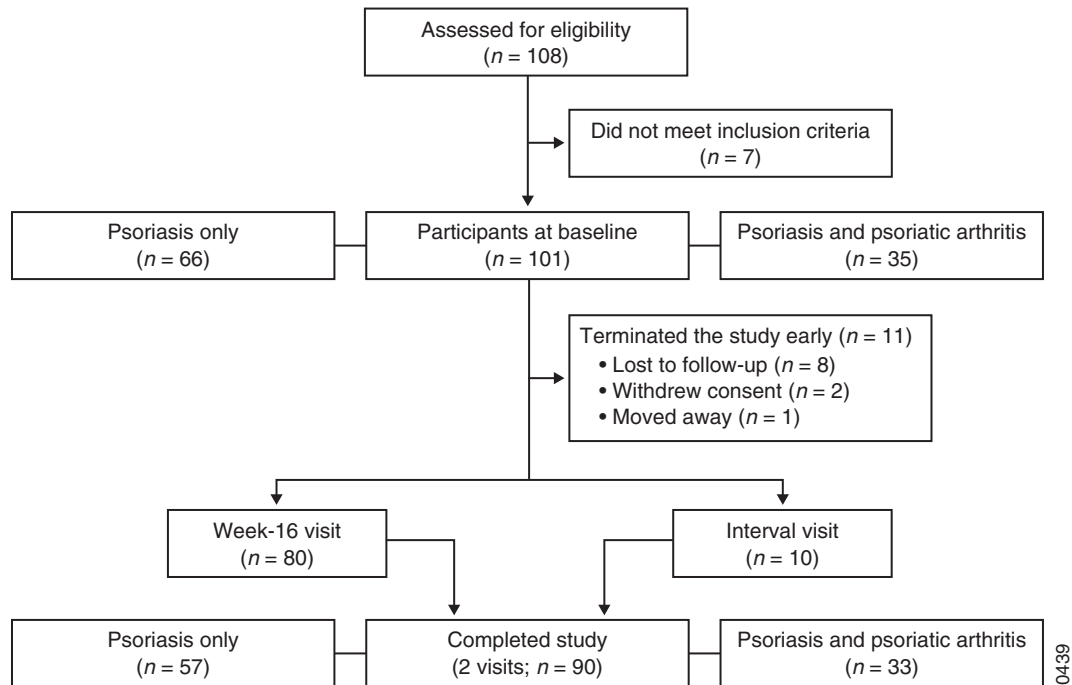 Assessed for eligibility
(n = 108)
Did not meet inclusion criteria
(n = 7)
Psoriasis only
(n = 66)
Participants at baseline
(n = 101)
Psoriasis and psoriatic arthritis
(n = 35)
Terminated the study early (n = 11)
• Lost to follow-up (n = 8)
• Withdrew consent (n = 2)
• Moved away (n = 1)
Week-16 visit
(n = 80)
Interval visit
(n = 10)
Psoriasis only
(n = 57)
Completed study
(2 visits; n = 90)
Psoriasis and psoriatic arthritis
(n = 33)
0439